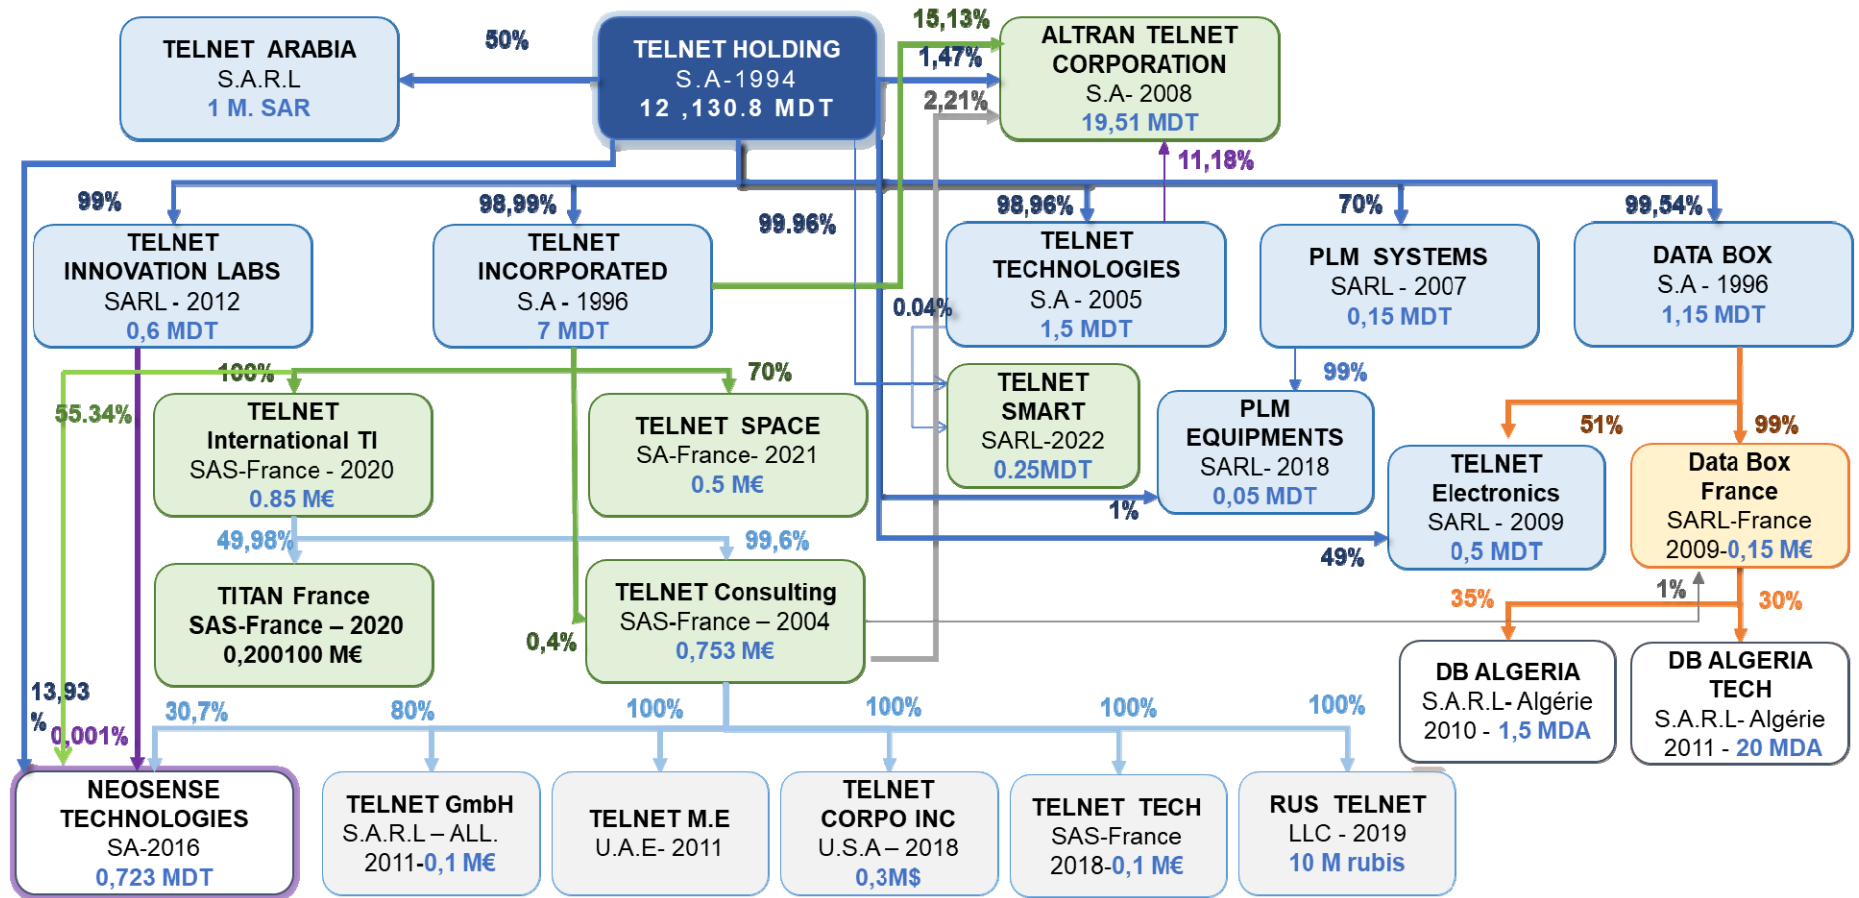 TELNET ARABIA
S.A.R.L
1 M. SAR
50%
TELNET HOLDING
S.A-1994
12 ,130.8 MDT
15,13%
1,47%
2,21%
ALTRAN TELNET
CORPORATION
S.A- 2008
19,51 MDT
11,18%
99%
98,99%
99.96%
98,96%
70%
99,54%
TELNET
INNOVATION LABS
SARL - 2012
0,6 MDT
TELNET
INCORPORATED
S.A - 1996
7 MDT
TELNET
TECHNOLOGIES
S.A - 2005
1,5 MDT
PLM SYSTEMS
SARL - 2007
0,15 MDT
DATA BOX
S.A - 1996
1,15 MDT
0.04%
100%
70%
99%
55.34%
51%
99%
TELNET
International TI
SAS-France - 2020
0.85 M€
TELNET SPACE
SA-France- 2021
0.5 M€
TELNET
SMART
SARL-2022
0.25MDT
PLM
EQUIPMENTS
SARL- 2018
0,05 MDT
1%
TELNET
Electronics
SARL - 2009
0,5 MDT
49%
Data Box
France
SARL-France
2009-0,15 M€
49,98%
99,6%
TITAN France
SAS-France – 2020
0,200100 M€
TELNET Consulting
SAS-France – 2004
0,753 M€
0,4%
35%
1%
30%
DB ALGERIA
S.A.R.L- Algérie
2010 - 1,5 MDA
DB ALGERIA
TECH
S.A.R.L- Algérie
2011 - 20 MDA
13,93
%
0,001%
30,7%
80%
100%
100%
100%
100%
NEOSENSE
TECHNOLOGIES
SA-2016
0,723 MDT
TELNET GmbH
S.A.R.L – ALL.
2011-0,1 M€
TELNET M.E
U.A.E- 2011
TELNET
CORPO INC
U.S.A – 2018
0,3M$
TELNET TECH
SAS-France
2018-0,1 M€
RUS TELNET
LLC - 2019
10 M rubis